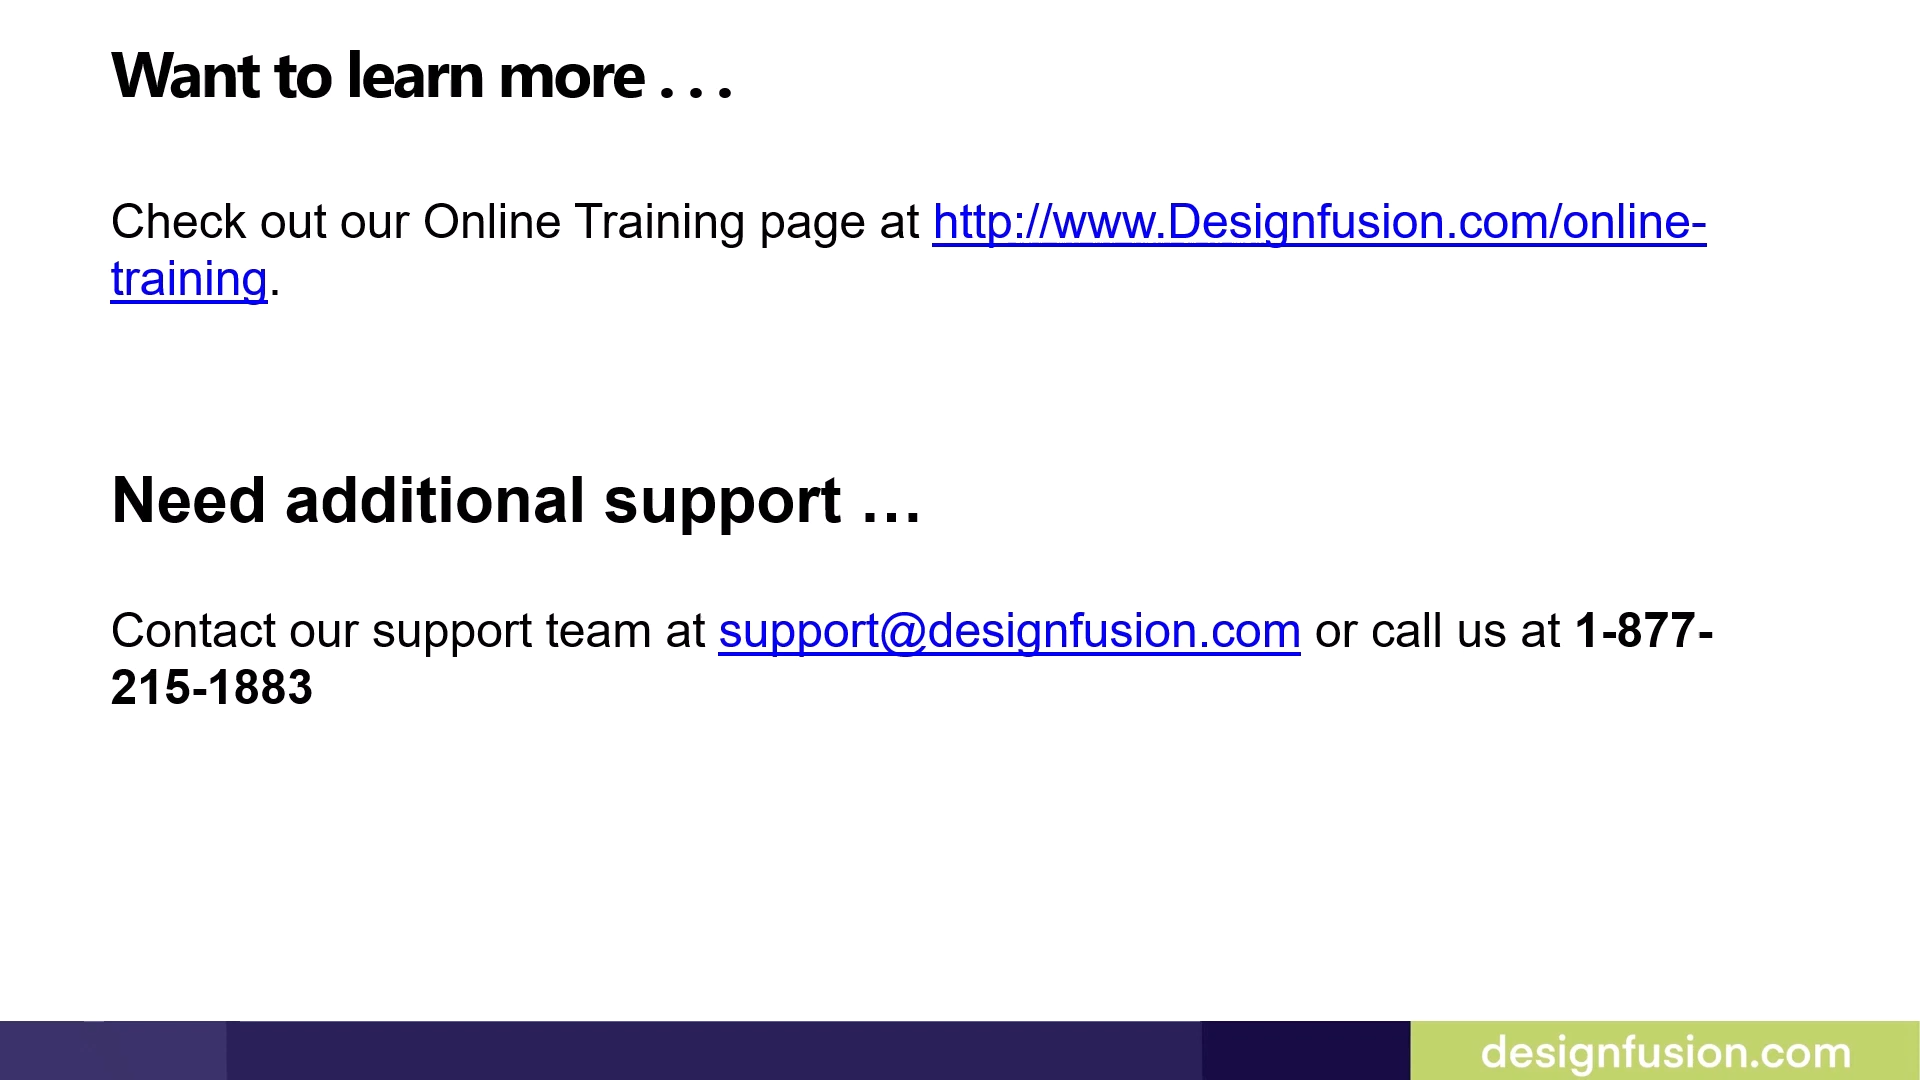 Want to learn more . . .
Check out our Online Training page at http://www.Designfusion.com/online-
training.
Need additional support …
Contact our support team at support@designfusion.com or call us at 1-877-
215-1883
designfusion.com